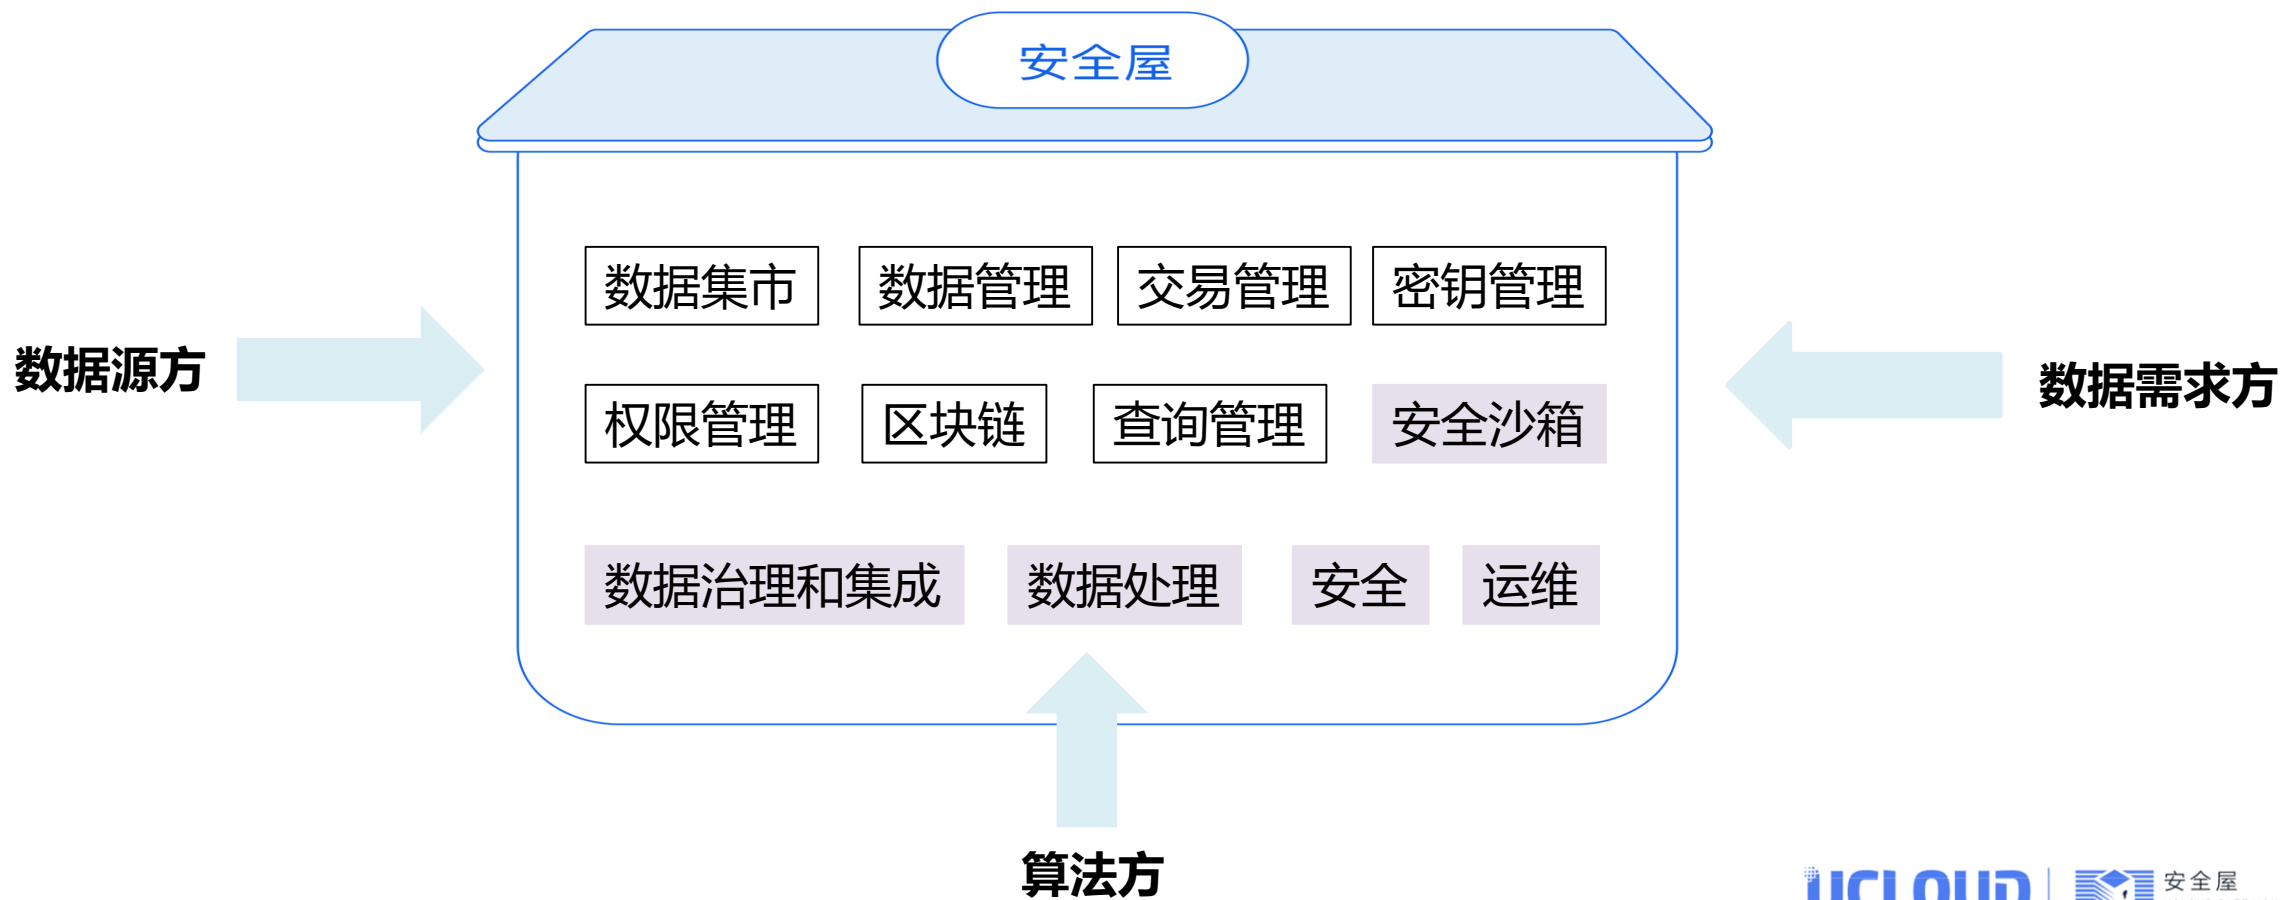 安全屋
数据集市 数据管理 交易管理 密钥管理
数据源方
数据需求方
权限管理 区块链 查询管理 安全沙箱
数据治理和集成 数据处理 安全 运维
算法方
UCLOUD
安全屋